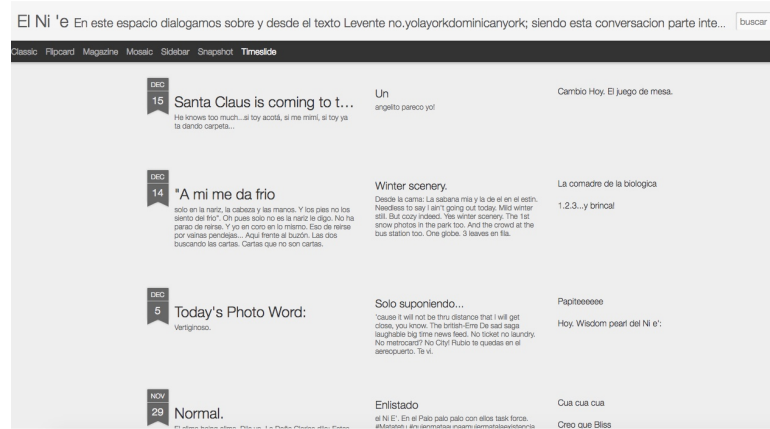 El Ni 'e En este espacio dialogamos sobre y desde el texto Levente no.yolayorkdominicanyork; siendo esta conversacion parte inte...
buscar
Classic Flipcard Magazine Mosaic Sidebar Snapshot Timeslide
DEC
15
Santa Claus is coming to t...
He knows too much...si toy acotá, si me mimí, si toy ya
ta dando carpeta...
Un
angelito pareco yo!
Cambio Hoy. El juego de mesa.
DEC
14
"A mi me da frio
solo en la nariz, la cabeza y las manos. Y los pies no los
siento del frio". Oh pues solo no es la nariz le digo. No ha
parao de reirse. Y yo en coro en lo mismo. Eso de reirse
por vainas pendejas... Aqui frente al buzón. Las dos
buscando las cartas. Cartas que no son cartas.
Winter scenery.
Desde la cama: La sabana mia y la de el en el estin.
Needless to say I ain't going out today. Mild winter
still. But cozy indeed. Yes winter scenery. The 1st
snow photos in the park too. And the crowd at the
bus station too. One globe. 3 leaves en fila.
La comadre de la biologica
1.2.3...y brinca!
DEC
5
Today's Photo Word:
Vertiginoso.
Solo suponiendo...
'cause it will not be thru distance that I will get
close, you know. The british-Erre De sad saga
laughable big time news feed. No ticket no laundry.
No metrocard? No City! Rubio te quedas en el
aereopuerto. Te vi.
Papiteeeeee
Hoy. Wisdom pearl del Ni e':
NOV
29
Normal.
Enlistado
el Ni E'. En el Palo palo palo con ellos task force.
Cua cua cua
Creo que Bliss